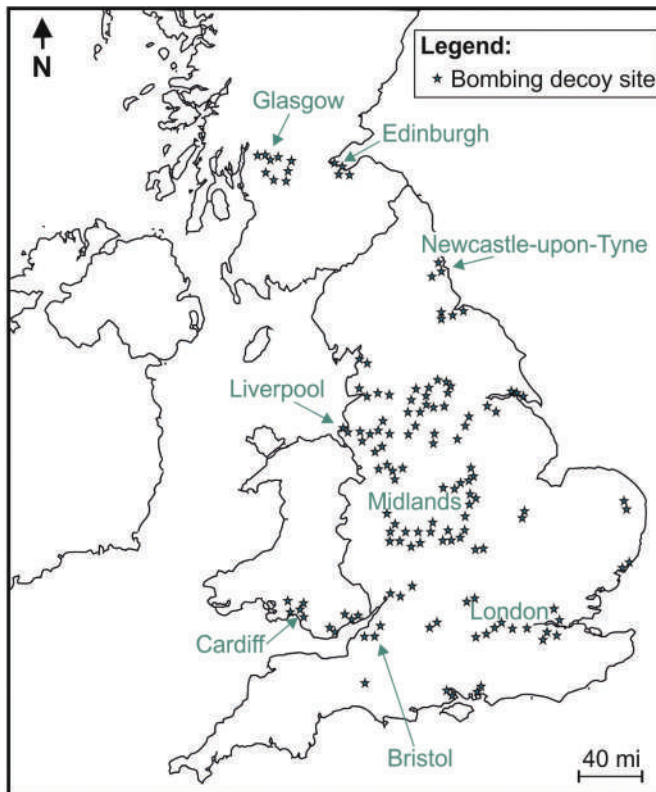 N
Legend:
Bombing decoy site
Glasgow
Edinburgh
Newcastle-upon-Tyne
Liverpool
Midlands
London
Cardiff
Bristol
40 mi